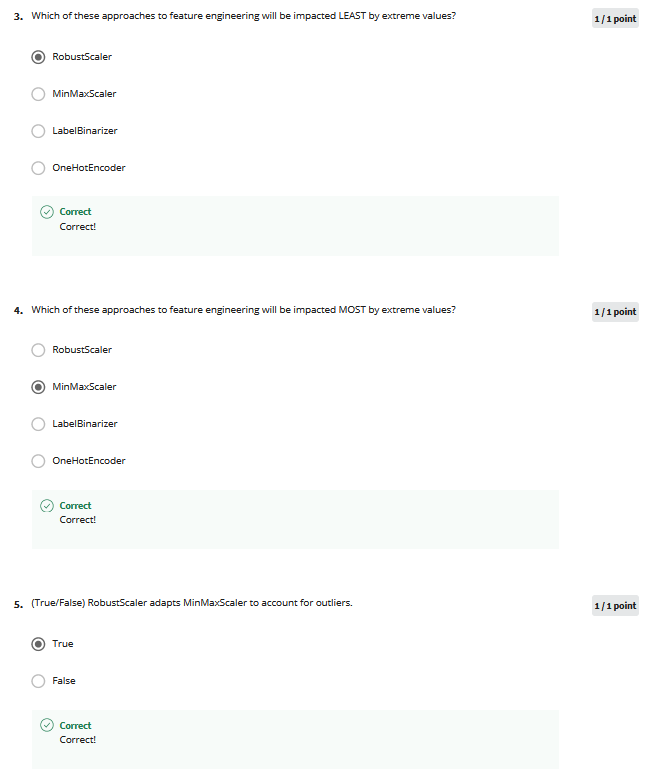 3. Which of these approaches to feature engineering will be impacted LEAST by extreme values?
1 / 1 point
RobustScaler
MinMaxScaler
LabelBinarizer
OneHotEncoder
Correct
Correct!
4. Which of these approaches to feature engineering will be impacted MOST by extreme values?
1 / 1 point
RobustScaler
MinMaxScaler
LabelBinarizer
OneHotEncoder
Correct
Correct!
5. (True/False) RobustScaler adapts MinMaxScaler to account for outliers.
1 / 1 point
True
False
Correct
Correct!